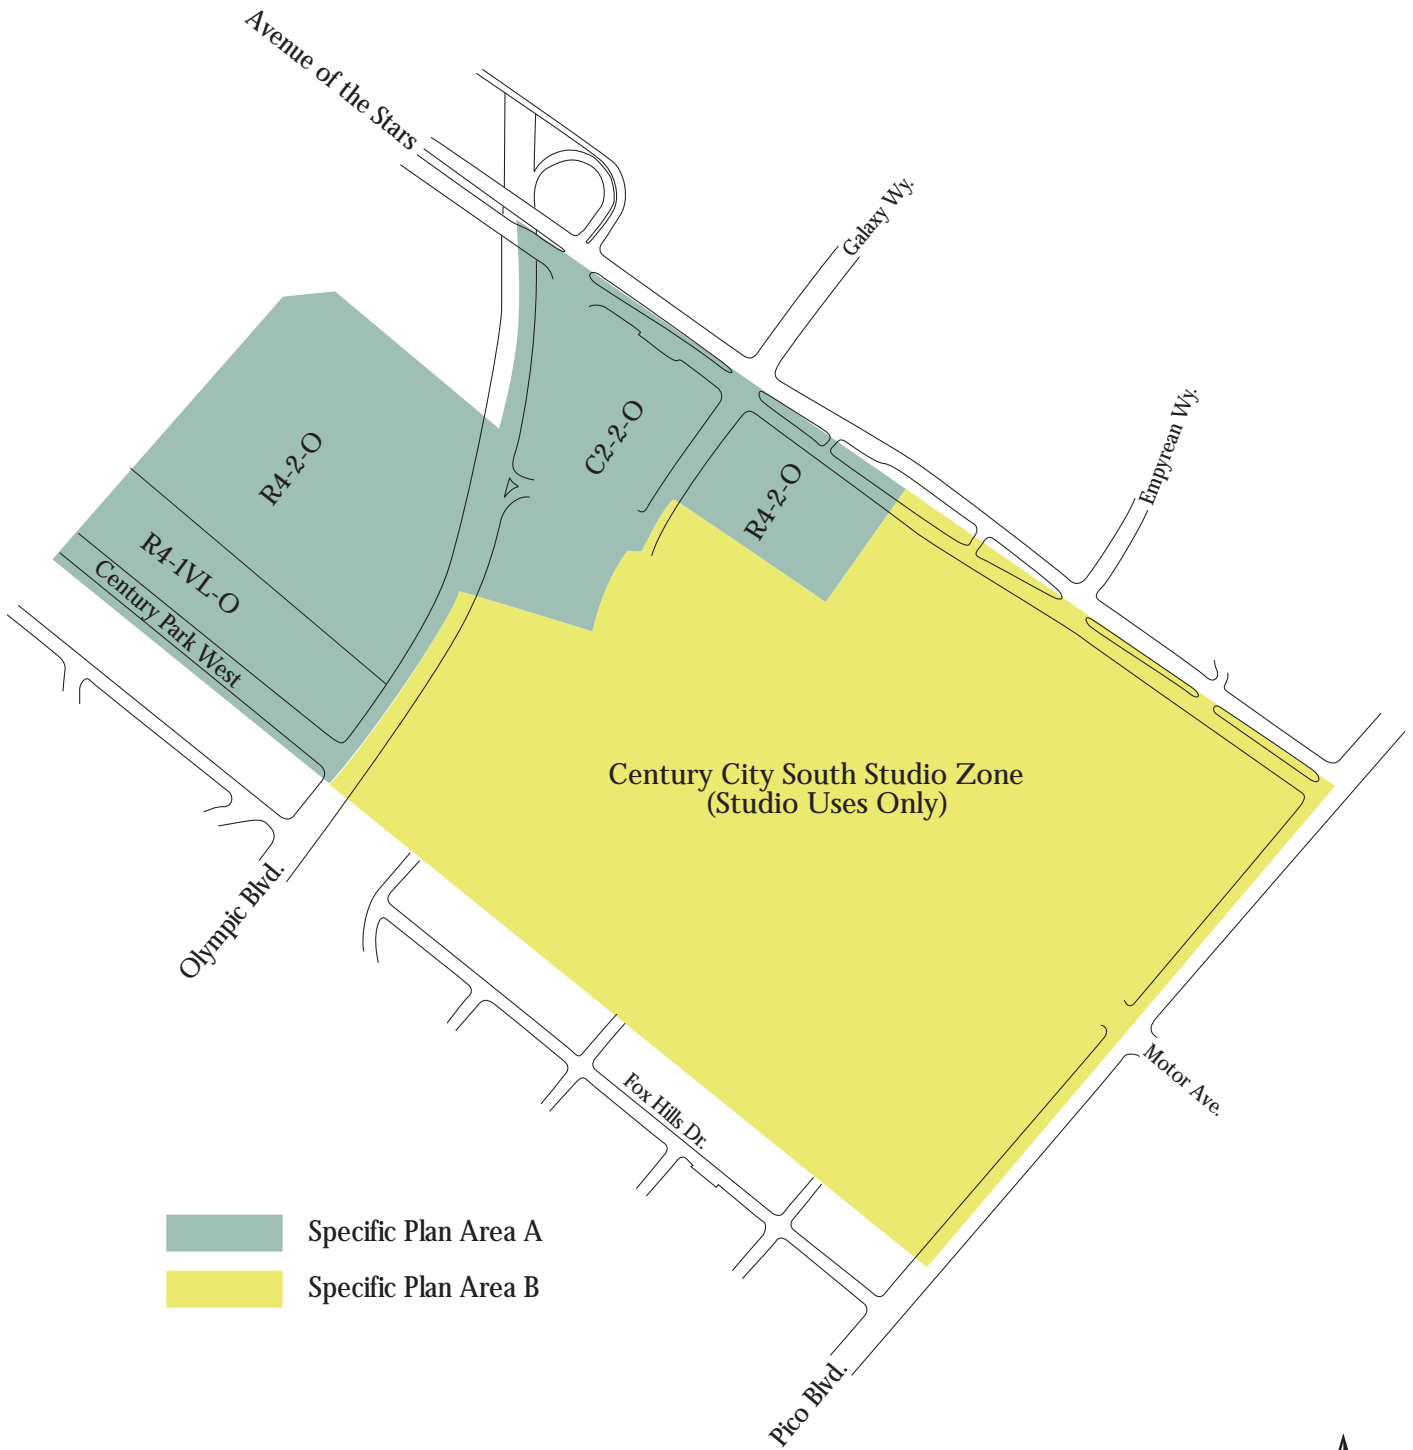 Avenue of the Stars
Galaxy Wy.
Empyrean Wy.
R4-2-O
C2-2-O
R4-2-O
R4-1VL-O
Century Park West
Century City South Studio Zone
(Studio Uses Only)
Olympic Blvd.
Motor Ave.
Fox Hills Dr.
Specific Plan Area A
Specific Plan Area B
Pico Blvd.